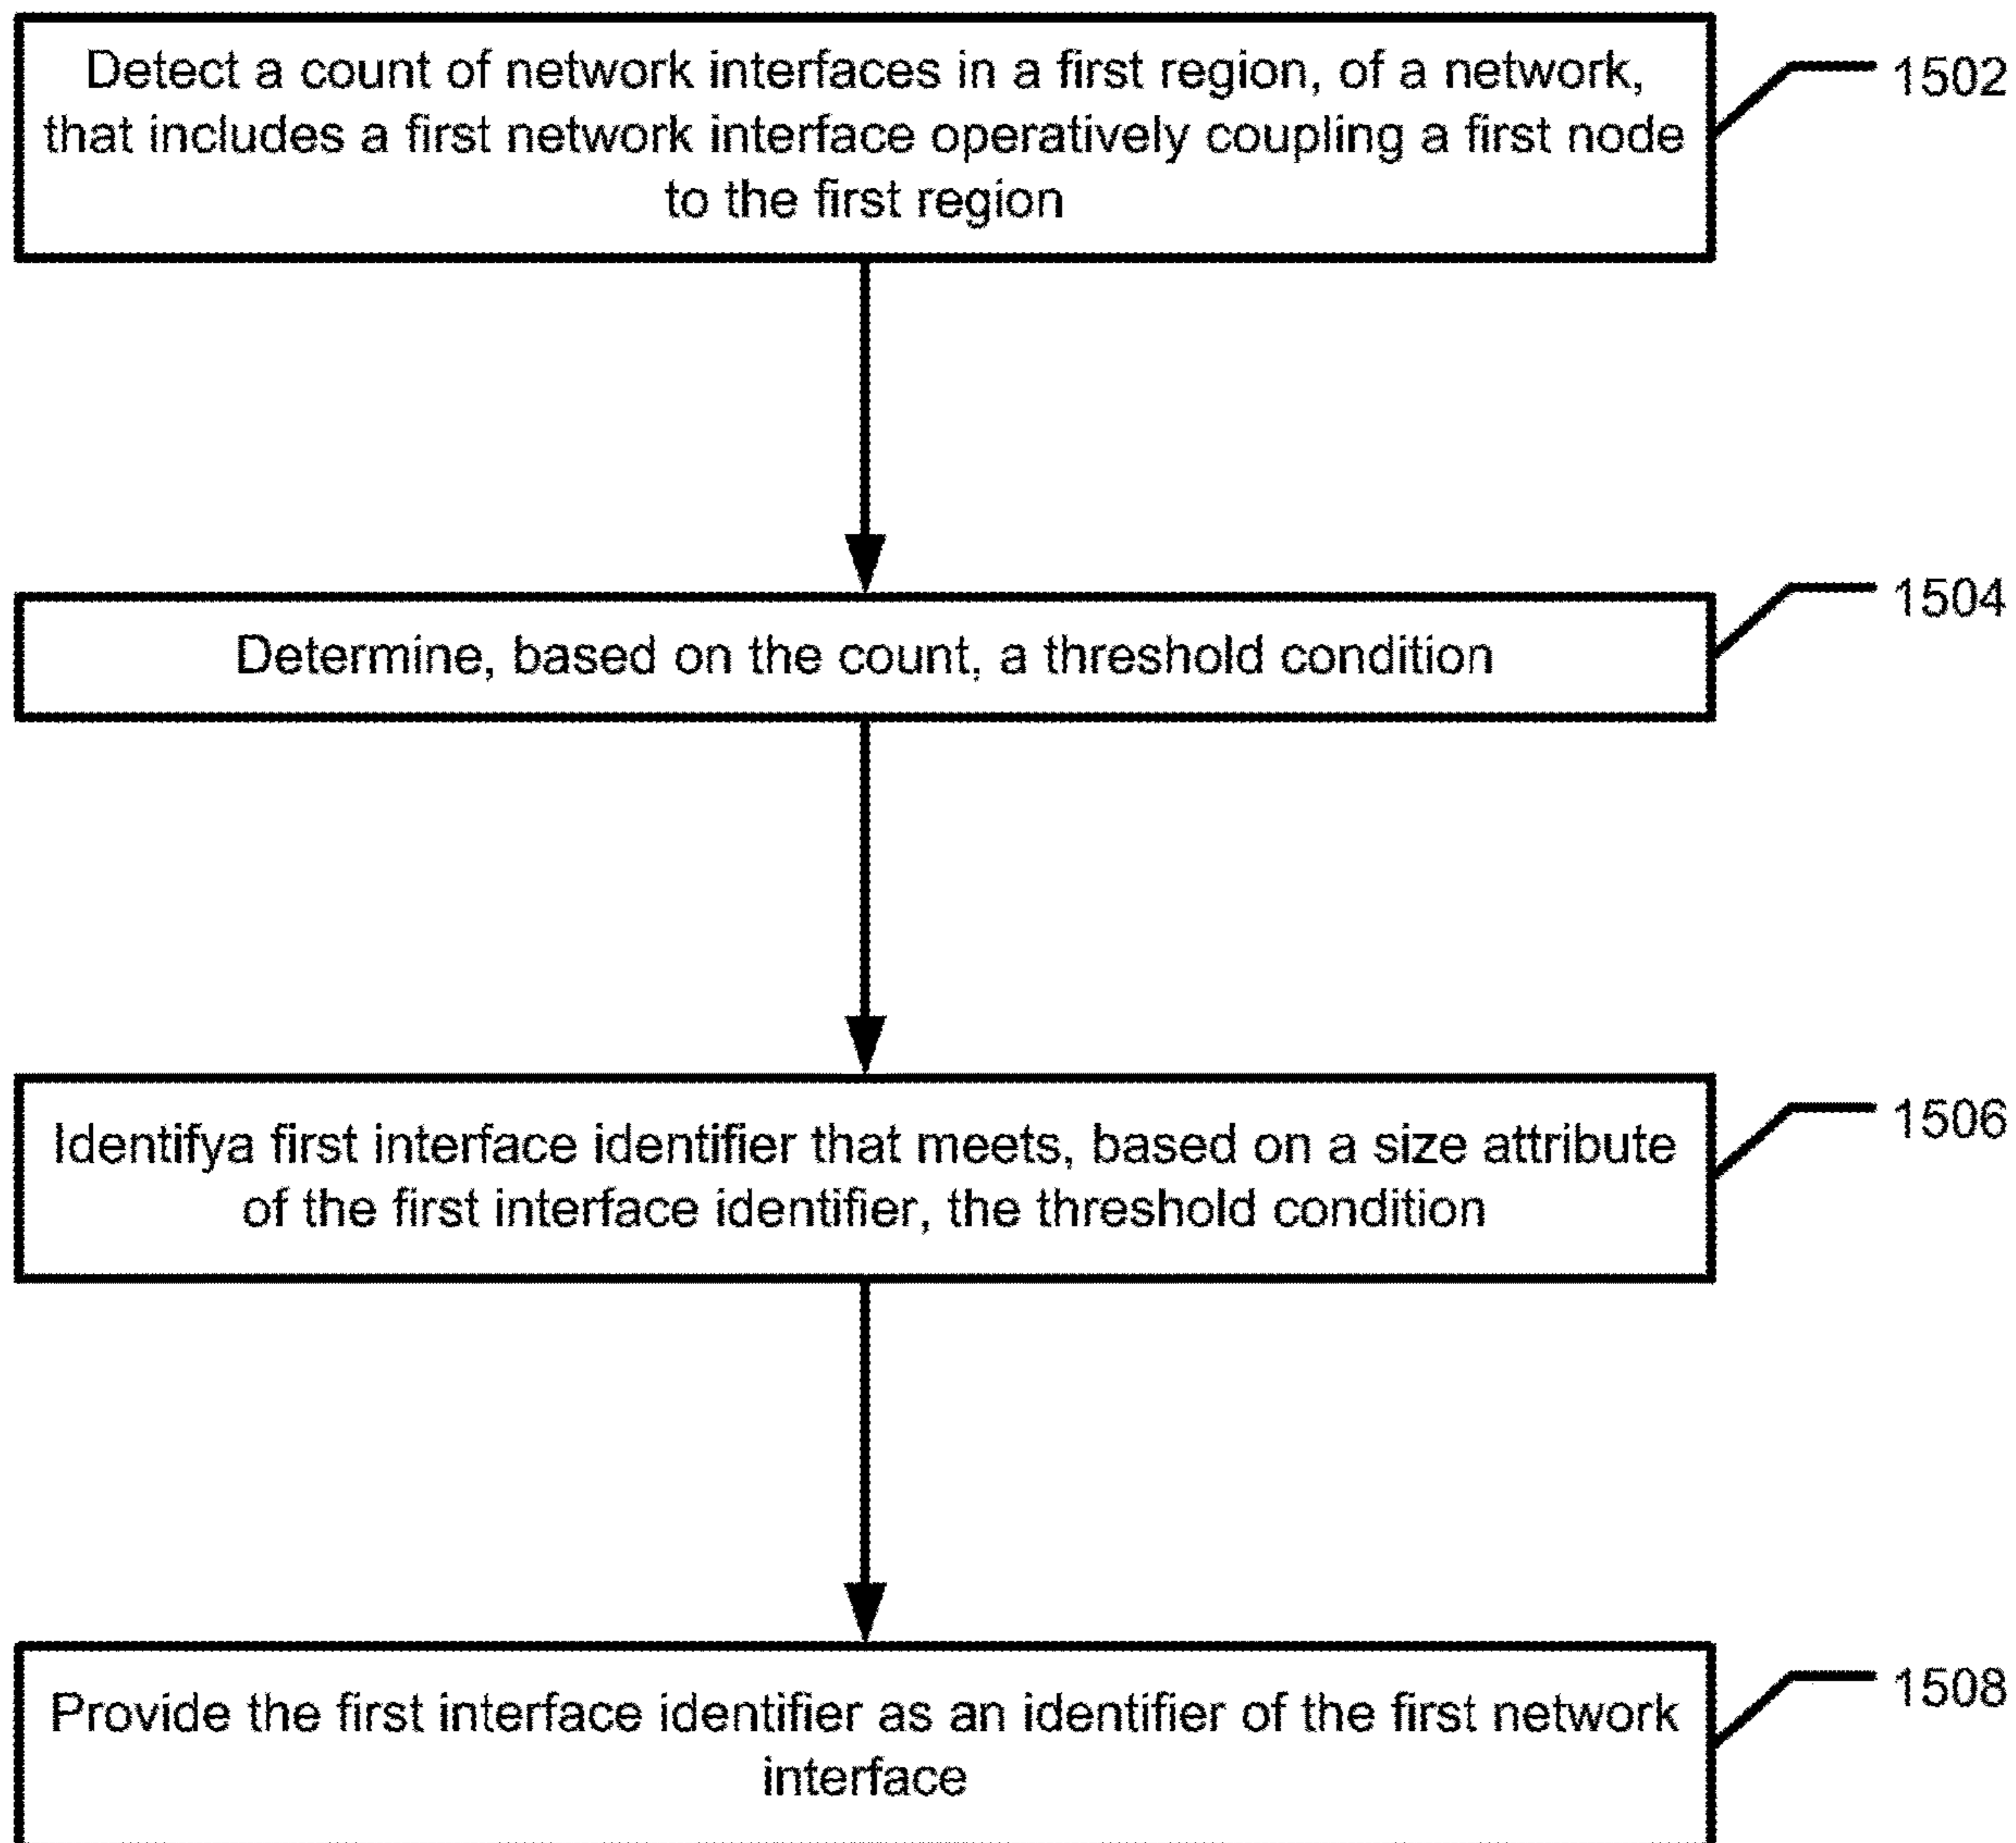 Detect a count of network interfaces in a first region, of a network,
that includes a first network interface operatively coupling a first node
to the first region
1502
Determine, based on the count, a threshold condition
1504
Identifya first interface identifier that meets, based on a size attribute
of the first interface identifier, the threshold condition
1506
Provide the first interface identifier as an identifier of the first network
interface
1508